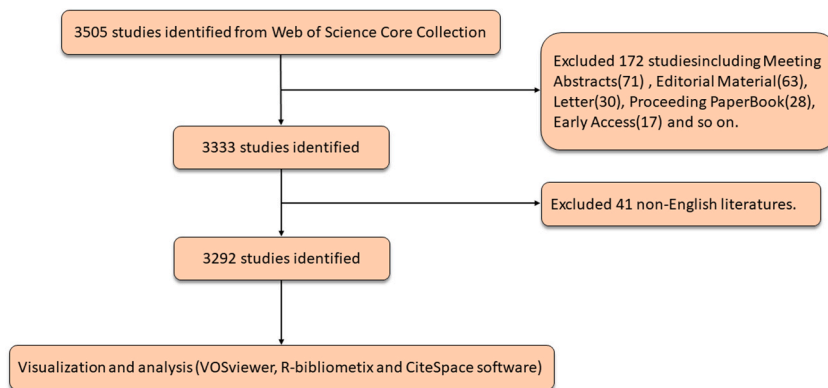 3505 studies identified from Web of Science Core Collection
Excluded 172 studiesincluding Meeting
Abstracts(71) , Editorial Material(63),
Letter(30), Proceeding PaperBook(28),
Early Access(17) and so on.
3333 studies identified
Excluded 41 non-English literatures.
3292 studies identified
Visualization and analysis (VOSviewer, R-bibliometix and CiteSpace software)